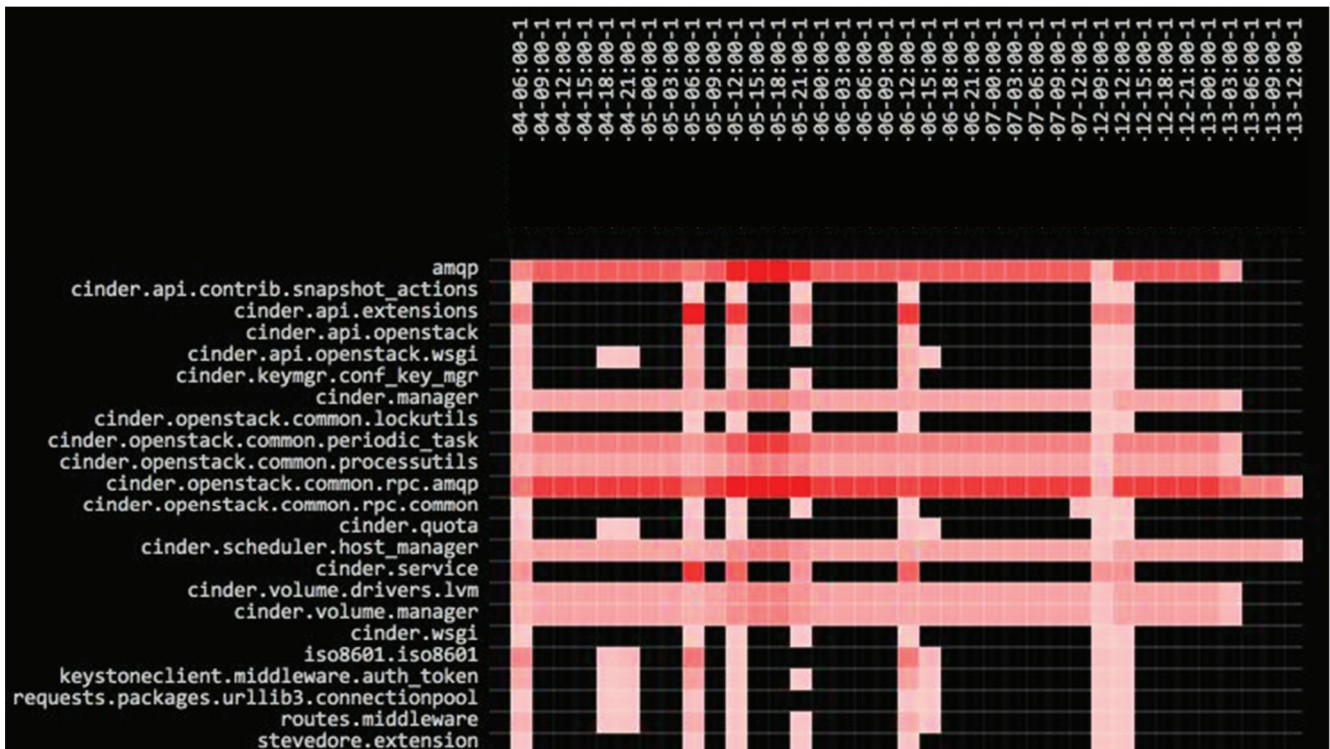 ·04-06:00-1
·04-09:00-1
·04-12:00-1
·04-15:00-1
·04-18:00-1
·04-21:00-1
·05-00:00-1
·05-03:00-1
·05-06:00-1
·05-09:00-1
·05-12:00-1
·05-15:00-1
·05-18:00-1
·05-21:00-1
·06-00:00-1
·06-03:00-1
·06-06:00-1
·06-09:00-1
·06-12:00-1
·06-15:00-1
·06-18:00-1
·06-21:00-1
·07-00:00-1
·07-03:00-1
·07-06:00-1
·07-09:00-1
·07-12:00-1
·12-09:00-1
·12-12:00-1
·12-15:00-1
·12-18:00-1
·12-21:00-1
·13-00:00-1
·13-03:00-1
·13-06:00-1
·13-09:00-1
·13-12:00-1
amqp
cinder.api.contrib.snapshot_actions
cinder.api.extensions
cinder.api.openstack
cinder.api.openstack.wsgi
cinder.keymgr.conf_key_mgr
cinder.manager
cinder.openstack.common.lockutils
cinder.openstack.common.periodic_task
cinder.openstack.common.processutils
cinder.openstack.common.rpc.amqp
cinder.openstack.common.rpc.common
cinder.quota
cinder.scheduler.host_manager
cinder.service
cinder.volume.drivers.lvm
cinder.volume.manager
cinder.wsgi
iso8601.iso8601
keystoneclient.middleware.auth_token
requests.packages.urllib3.connectionpool
routes.middleware
stevedore.extension